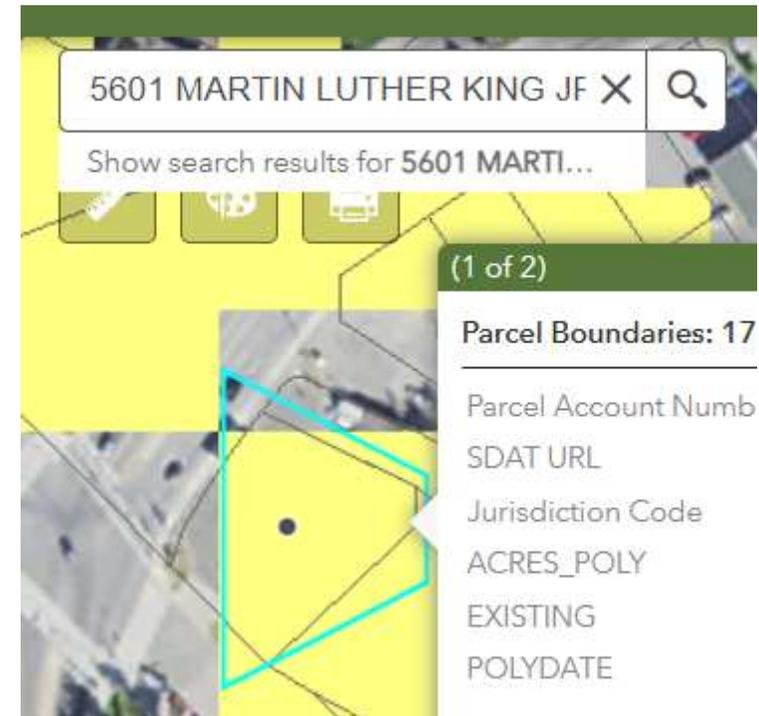 5601 MARTIN LUTHER KING JF
Show search results for 5601 MARTI...
(1 of 2)
Parcel Boundaries: 17
Parcel Account Numb
SDAT URL
Jurisdiction Code
ACRES_POLY
EXISTING
POLYDATE